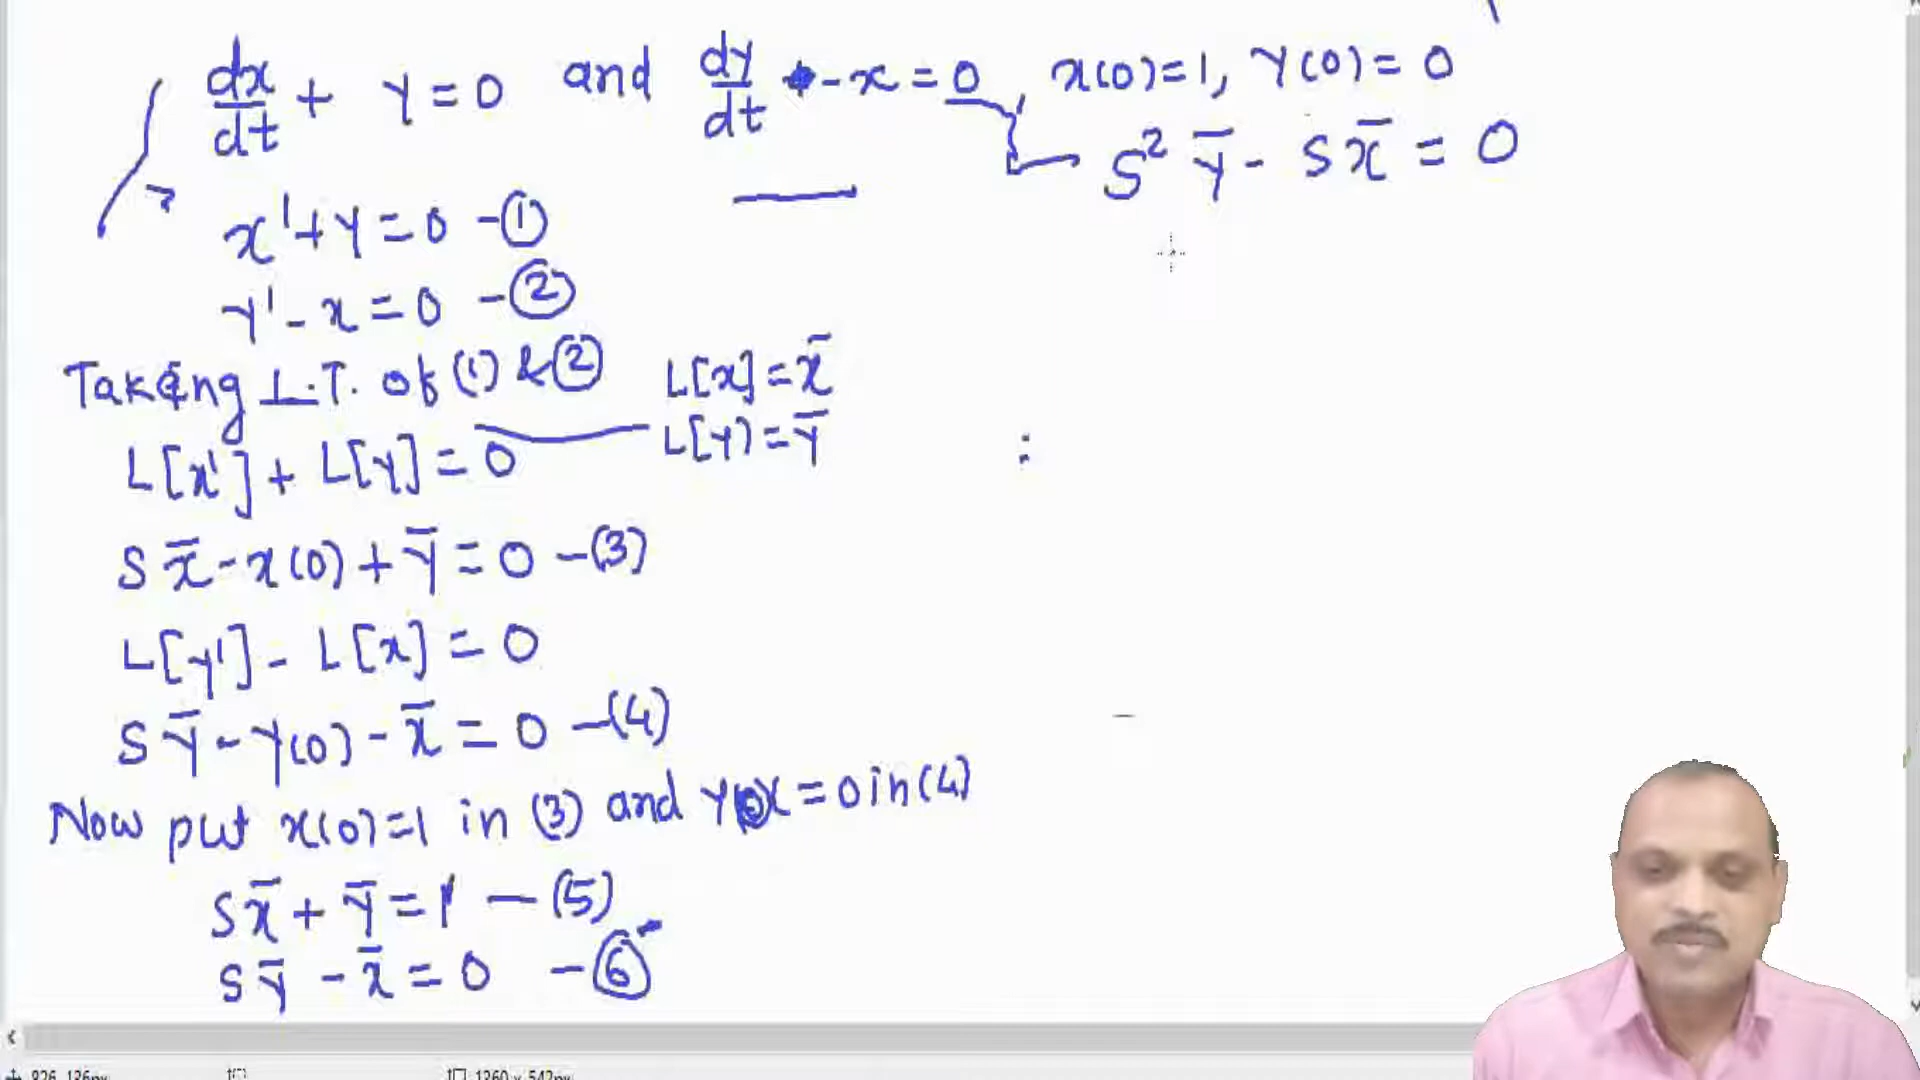 dx/dt + y = 0 and dy/dt - x = 0, x(0)=1, y(0)=0
s² ȳ - s x̄ = 0
x' + y = 0 - ①
y' - x = 0 - ②
Taking L.T. of (1) & ②
L[x] = x̄
L[y) = ȳ
L[x'] + L[y] = 0
s x̄ - x(0) + ȳ = 0 - (3)
L[y'] - L[x] = 0
s ȳ - y(0) - x̄ = 0 - (4)
Now put x(0)=1 in (3) and = 0 in (4)
s x̄ + ȳ = 1 - (5)
s ȳ - x̄ = 0 - ⑥